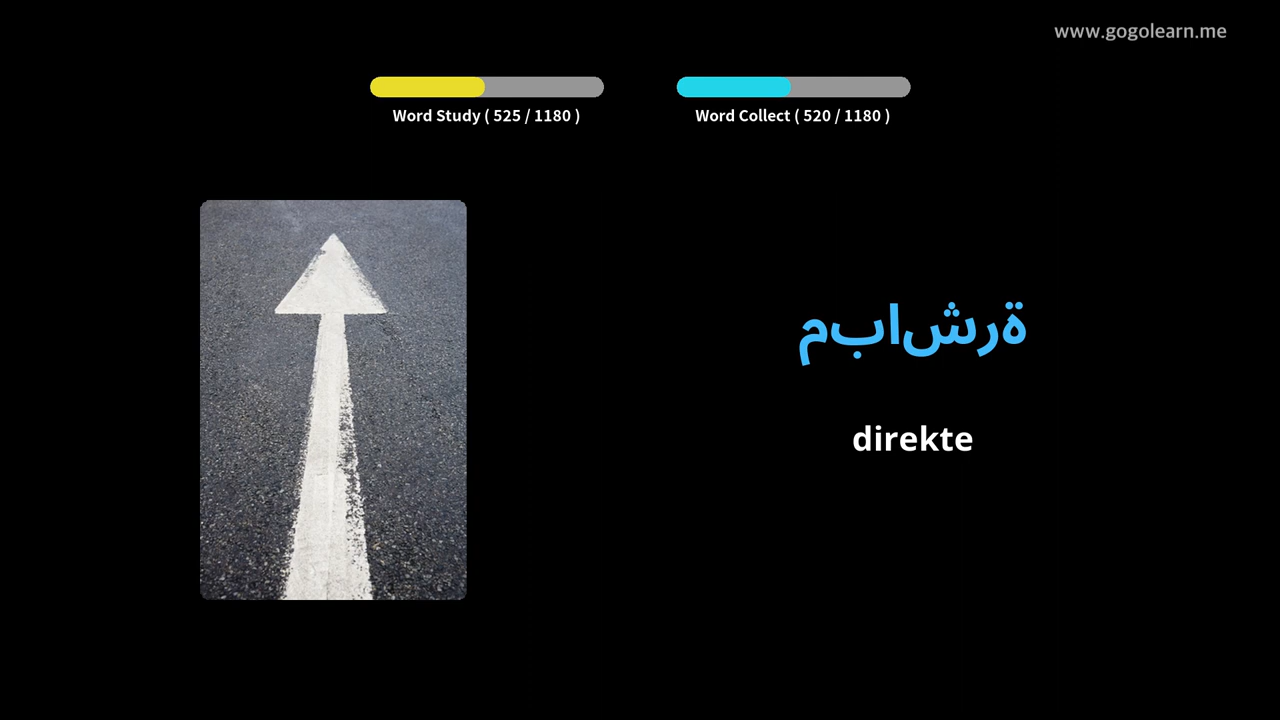 www.gogolearn.me
Word Study ( 525 / 1180 )
Word Collect ( 520 / 1180 )
ةرشابم
direkte